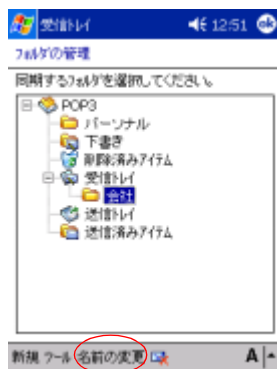 受信トレイ 12:51 ok
フォルダの管理
同期するフォルダを選択してください。
POP3
パーソナル
下書き
削除済みアイテム
受信トレイ
会社
送信トレイ
送信済みアイテム
新規 ツール 名前の変更 A